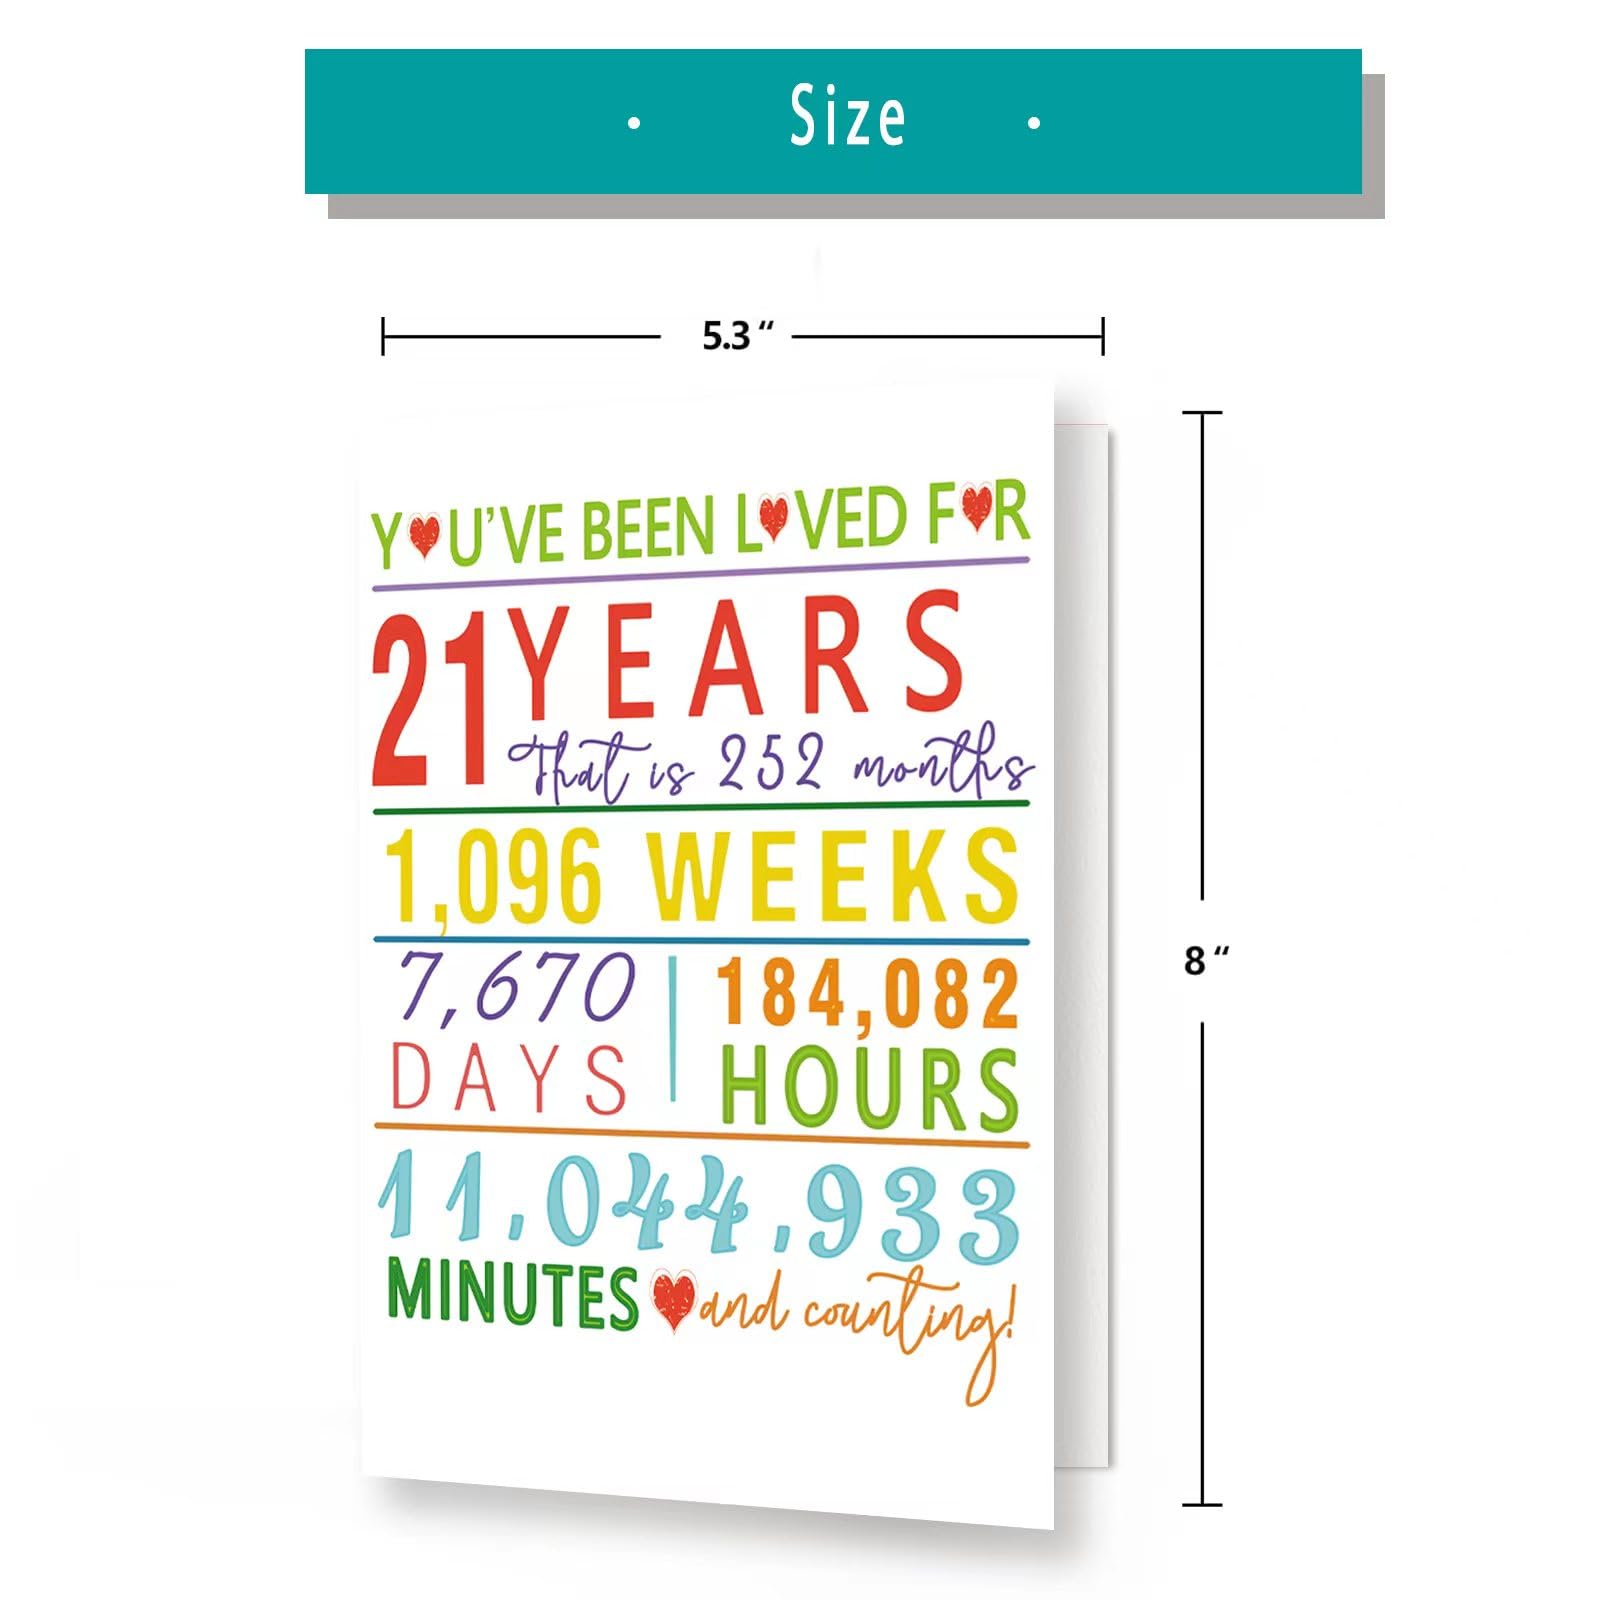 • Size •
5.3 “
YOU'VE BEEN LOVED FOR
21 YEARS
That is 252 months
1,096 WEEKS
7,670 DAYS
184,082 HOURS
11,044,933
MINUTES and counting!
8 “